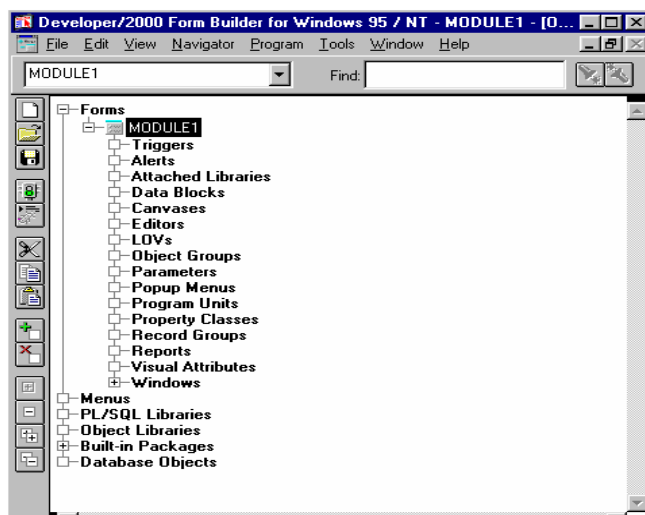 Developer/2000 Form Builder for Windows 95 / NT - MODULE1 - [O...
File Edit View Navigator Program Tools Window Help
MODULE1 Find:
Forms
MODULE1
Triggers
Alerts
Attached Libraries
Data Blocks
Canvases
Editors
LOVs
Object Groups
Parameters
Popup Menus
Program Units
Property Classes
Record Groups
Reports
Visual Attributes
Windows
Menus
PL/SQL Libraries
Object Libraries
Built-in Packages
Database Objects